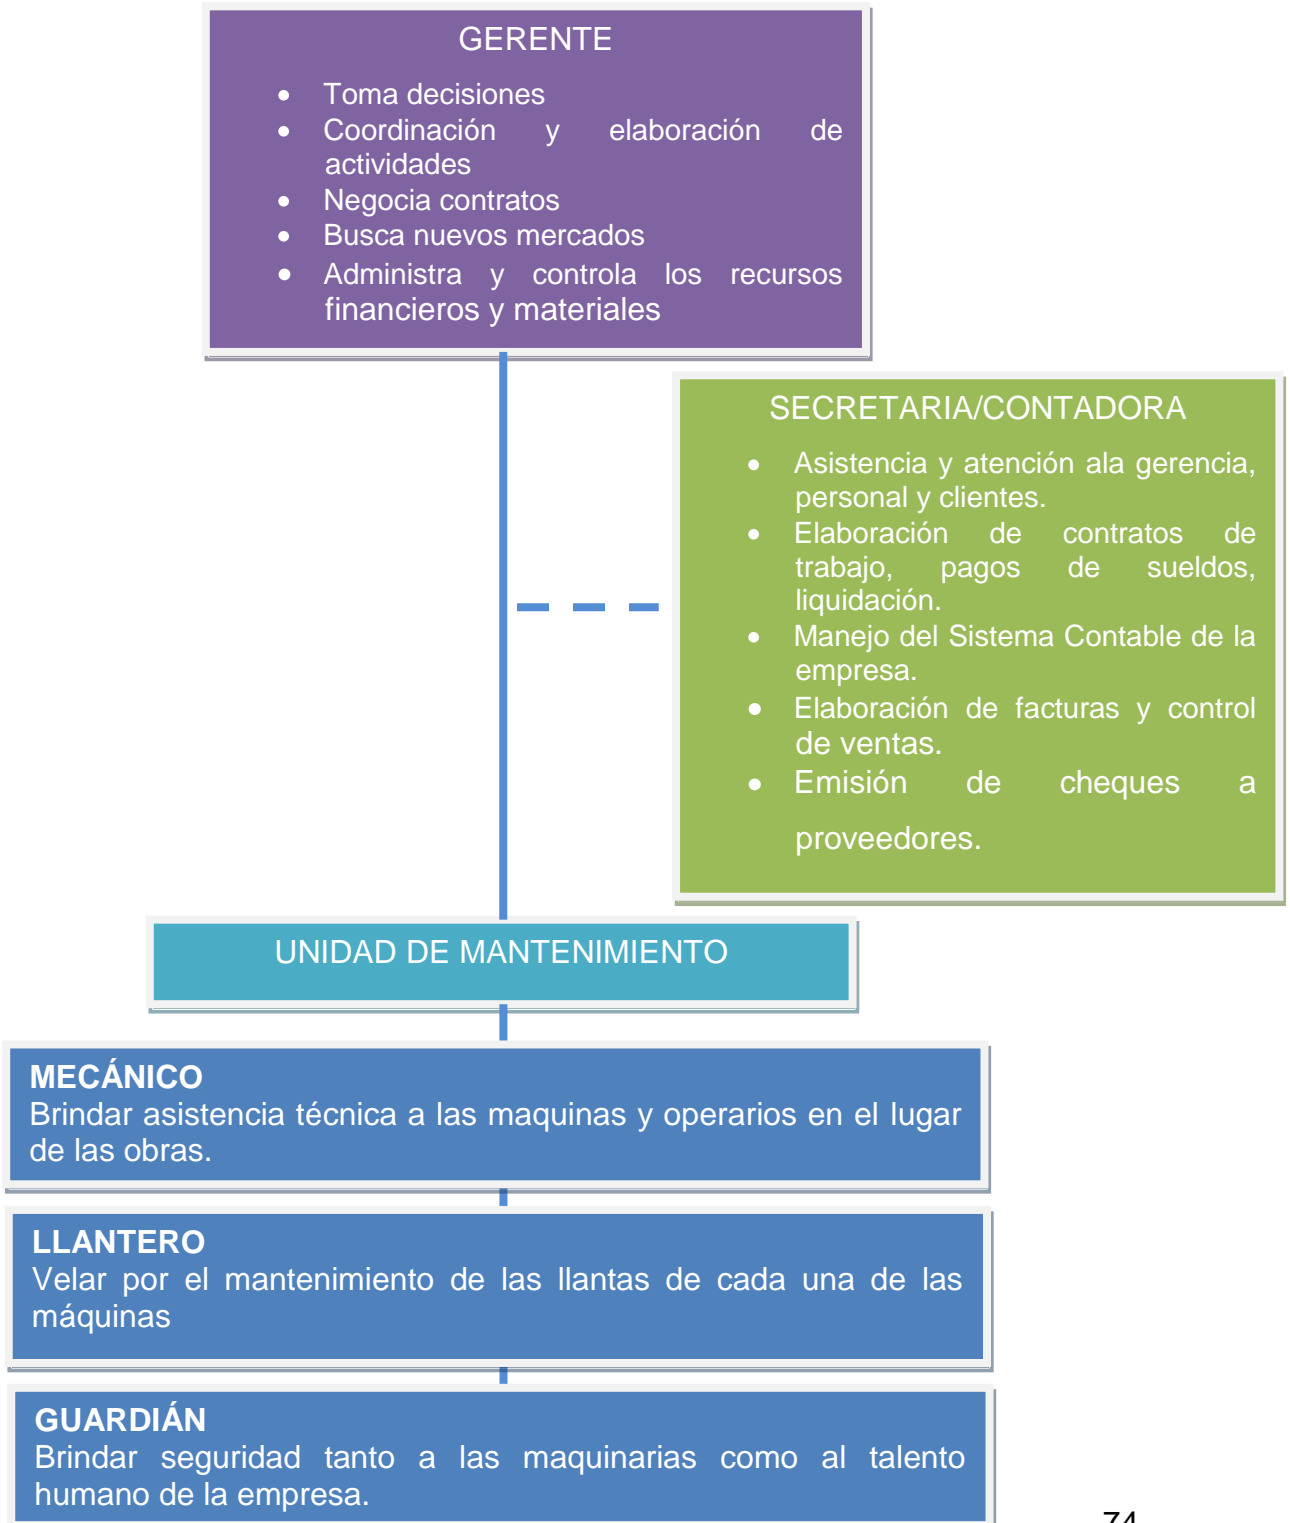 GERENTE
• Toma decisiones
• Coordinación y elaboración de
actividades
• Negocia contratos
• Busca nuevos mercados
• Administra y controla los recursos
financieros y materiales
SECRETARIA/CONTADORA
• Asistencia y atención ala gerencia,
personal y clientes.
• Elaboración de contratos de
trabajo, pagos de sueldos,
liquidación.
• Manejo del Sistema Contable de la
empresa.
• Elaboración de facturas y control
de ventas.
• Emisión de cheques a
proveedores.
UNIDAD DE MANTENIMIENTO
MECÁNICO
Brindar asistencia técnica a las maquinas y operarios en el lugar
de las obras.
LLANTERO
Velar por el mantenimiento de las llantas de cada una de las
máquinas
GUARDIÁN
Brindar seguridad tanto a las maquinarias como al talento
humano de la empresa.
74